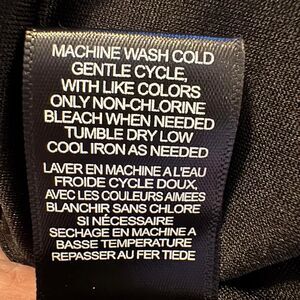 MACHINE WASH COLD
GENTLE CYCLE,
WITH LIKE COLORS
ONLY NON-CHLORINE
BLEACH WHEN NEEDED
TUMBLE DRY LOW
COOL IRON AS NEEDED
LAVER EN MACHINE A L'EAU
FROIDE CYCLE DOUX,
AVEC LES COULEURS AIMEES
BLANCHIR SANS CHLORE
SI NÉCESSAIRE
SECHAGE EN MACHINE A
BASSE TEMPERATURE
REPASSER AU FER TIEDE